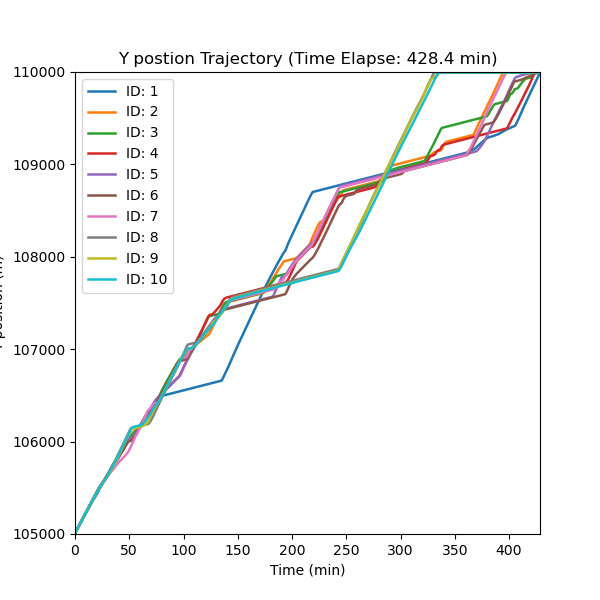 Y postion Trajectory (Time Elapse: 428.4 min)
110000
109000
108000
107000
106000
105000
ID: 1
ID: 2
ID: 3
ID: 4
ID: 5
ID: 6
ID: 7
ID: 8
ID: 9
ID: 10
0 50 100 150 200 250 300 350 400
Time (min)